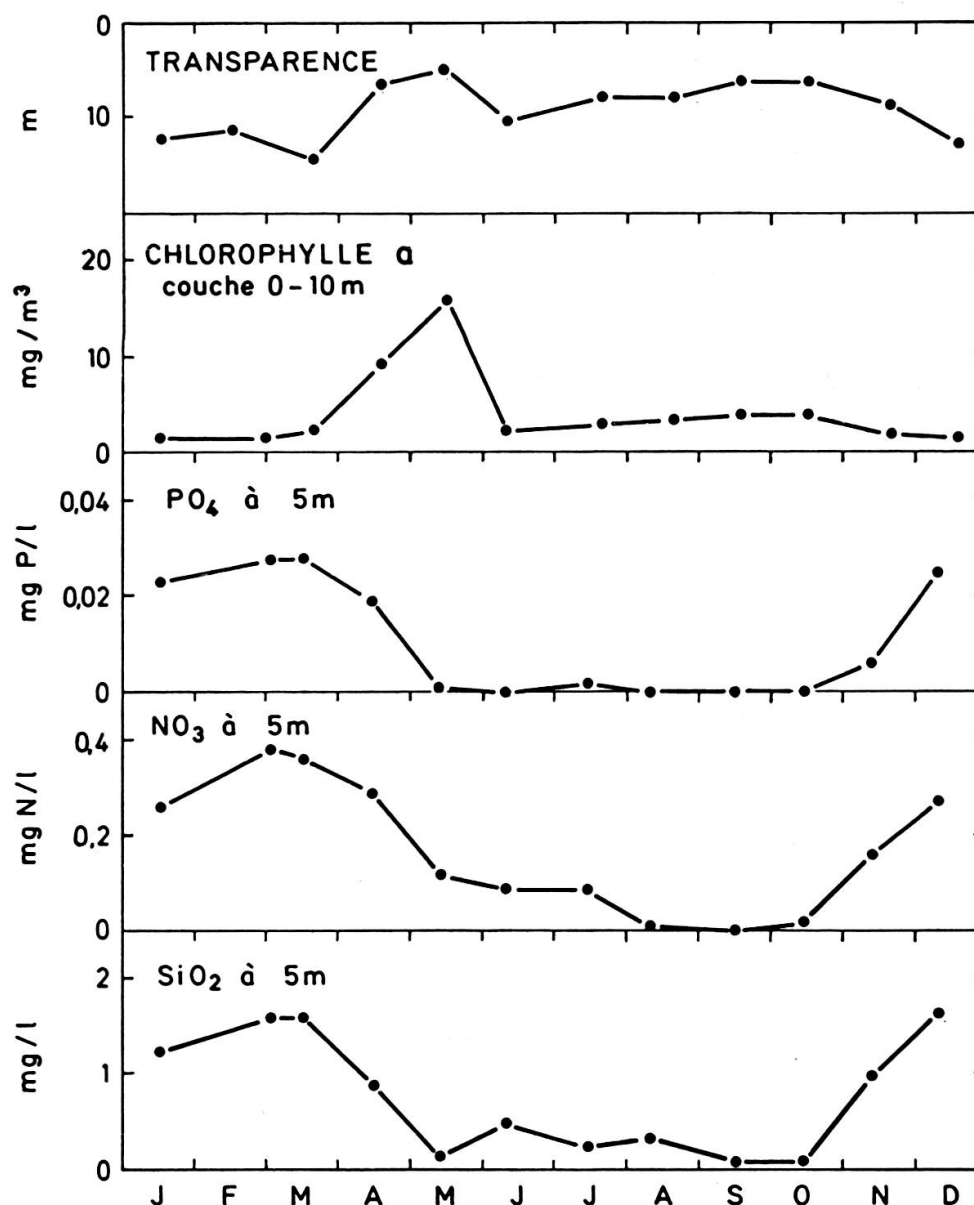 0
TRANSPARENCE
10
m
CHLOROPHYLLE a
couche 0-10 m
20
10
0
mg/m³
PO₄ à 5m
0,04
0,02
0
mg P/l
NO₃ à 5m
0,4
0,2
0
mg N/l
SiO₂ à 5m
2
1
0
mg/l
J F M A M J J A S O N D